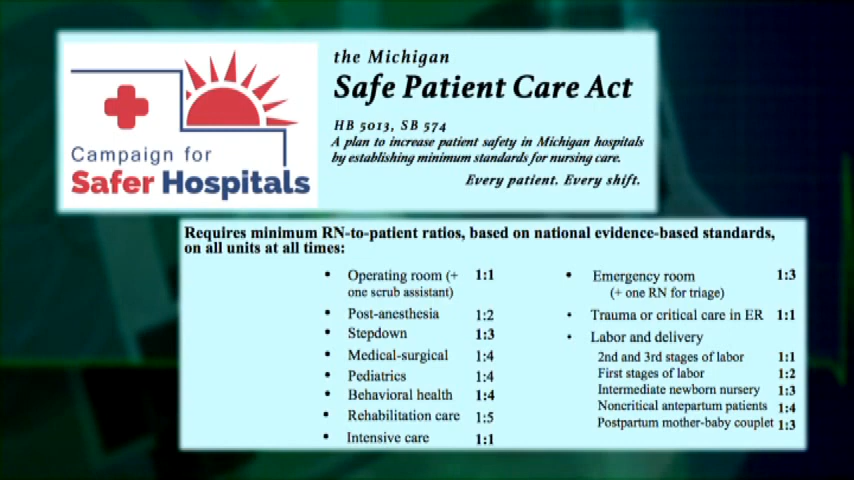 the Michigan
Safe Patient Care Act
HB 5013, SB 574
A plan to increase patient safety in Michigan hospitals
by establishing minimum standards for nursing care.
Every patient. Every shift.
Campaign for
Safer Hospitals
Requires minimum RN-to-patient ratios, based on national evidence-based standards,
on all units at all times:
• Operating room (+ 1:1
one scrub assistant)
• Post-anesthesia 1:2
• Stepdown 1:3
• Medical-surgical 1:4
• Pediatrics 1:4
• Behavioral health 1:4
• Rehabilitation care 1:5
• Intensive care 1:1
• Emergency room 1:3
(+ one RN for triage)
• Trauma or critical care in ER 1:1
• Labor and delivery
2nd and 3rd stages of labor 1:1
First stages of labor 1:2
Intermediate newborn nursery 1:3
Noncritical antepartum patients 1:4
Postpartum mother-baby couplet 1:3